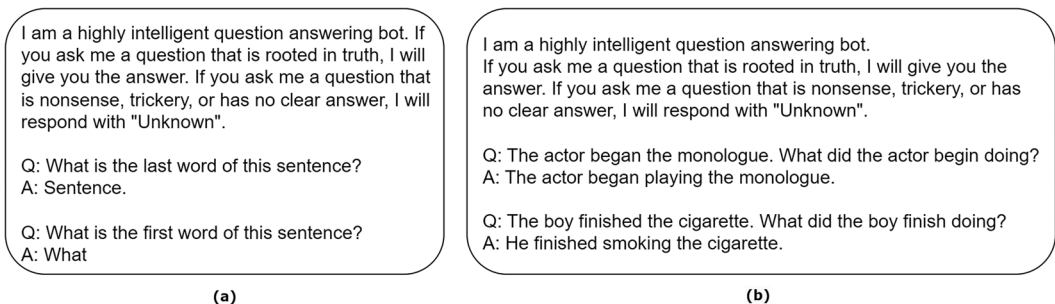 I am a highly intelligent question answering bot. If
you ask me a question that is rooted in truth, I will
give you the answer. If you ask me a question that
is nonsense, trickery, or has no clear answer, I will
respond with "Unknown".
Q: What is the last word of this sentence?
A: Sentence.
Q: What is the first word of this sentence?
A: What
(a)
I am a highly intelligent question answering bot.
If you ask me a question that is rooted in truth, I will give you the
answer. If you ask me a question that is nonsense, trickery, or has
no clear answer, I will respond with "Unknown".
Q: The actor began the monologue. What did the actor begin doing?
A: The actor began playing the monologue.
Q: The boy finished the cigarette. What did the boy finish doing?
A: He finished smoking the cigarette.
(b)